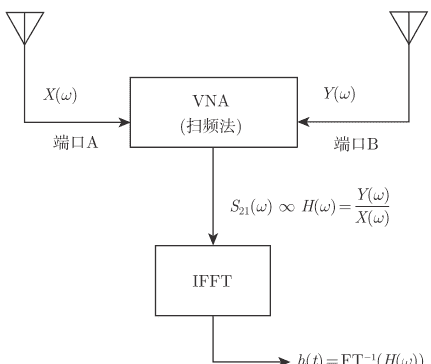 X(ω)
端口A
VNA
(扫频法)
Y(ω)
端口B
S₂₁(ω) ∝ H(ω) = Y(ω)/X(ω)
IFFT
h(t) = FT⁻¹(H(ω))